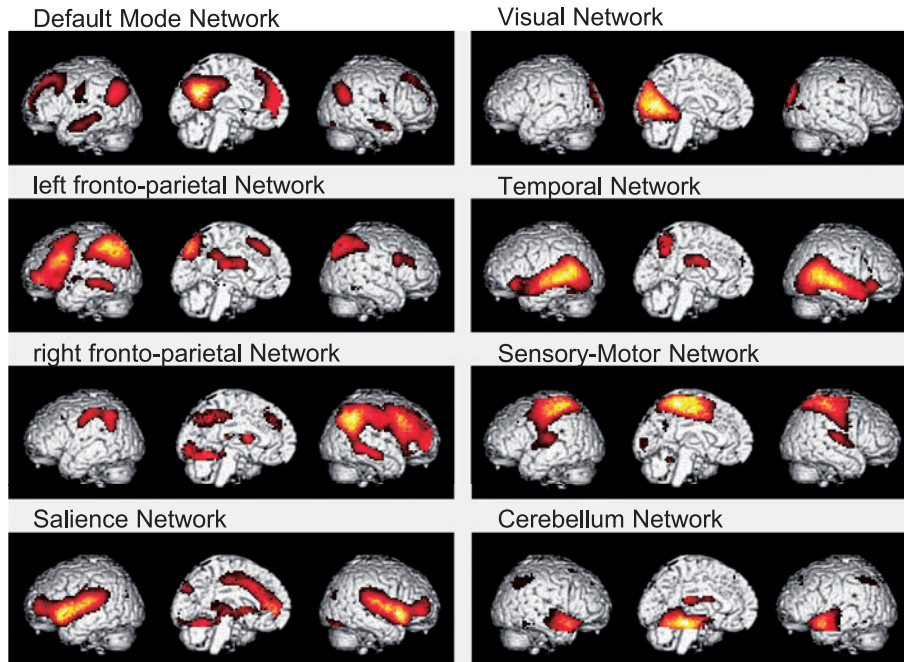 Default Mode Network
Visual Network
left fronto-parietal Network
Temporal Network
right fronto-parietal Network
Sensory-Motor Network
Salience Network
Cerebellum Network